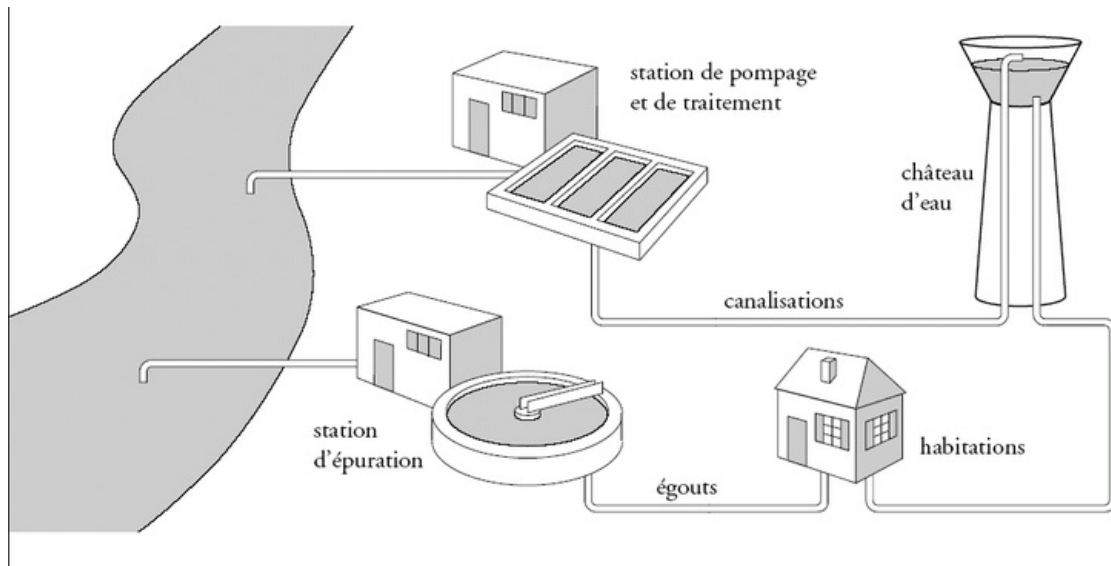 station de pompage
et de traitement
château
d'eau
canalisations
station
d'épuration
égouts
habitations